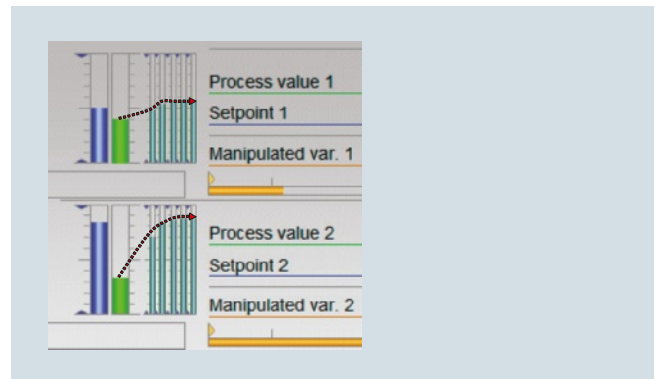 Process value 1
Setpoint 1
Manipulated var. 1
Process value 2
Setpoint 2
Manipulated var. 2